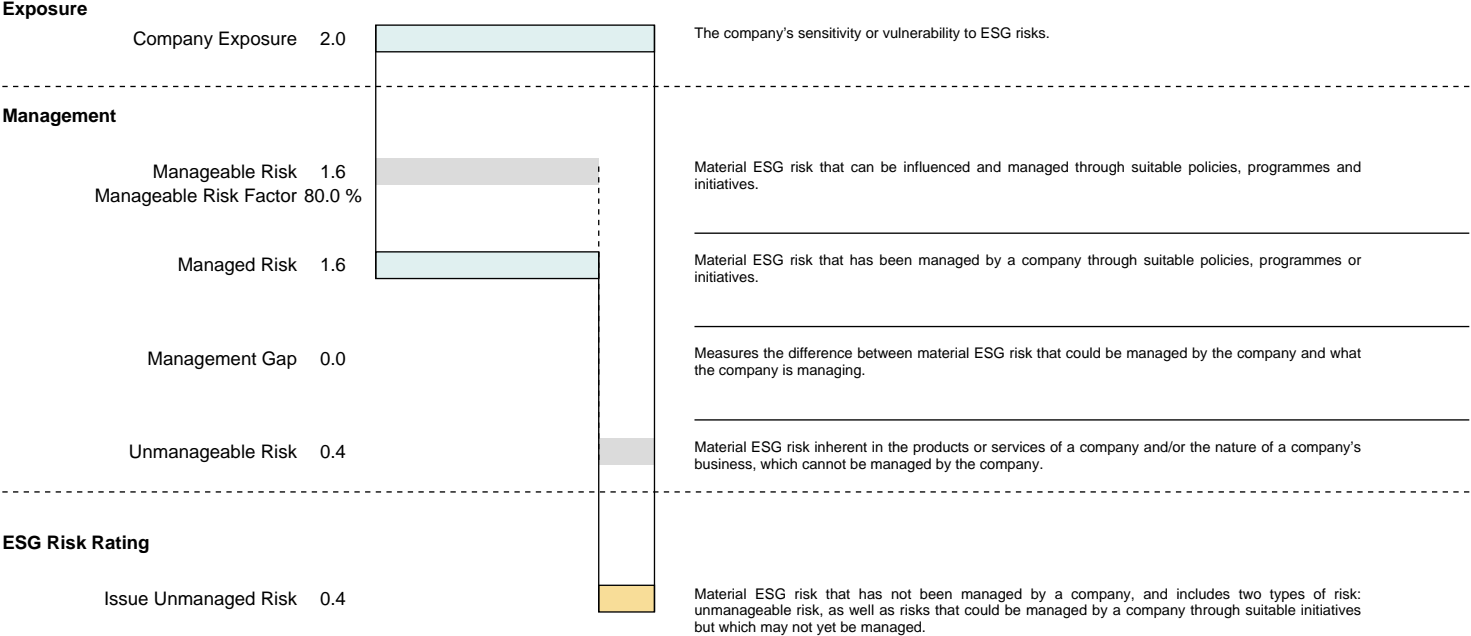 Exposure
Company Exposure 2.0
The company’s sensitivity or vulnerability to ESG risks.
Management
Manageable Risk 1.6
Manageable Risk Factor 80.0 %
Material ESG risk that can be influenced and managed through suitable policies, programmes and
initiatives.
Managed Risk 1.6
Material ESG risk that has been managed by a company through suitable policies, programmes or
initiatives.
Management Gap 0.0
Measures the difference between material ESG risk that could be managed by the company and what
the company is managing.
Unmanageable Risk 0.4
Material ESG risk inherent in the products or services of a company and/or the nature of a company’s
business, which cannot be managed by the company.
ESG Risk Rating
Issue Unmanaged Risk 0.4
Material ESG risk that has not been managed by a company, and includes two types of risk:
unmanageable risk, as well as risks that could be managed by a company through suitable initiatives
but which may not yet be managed.